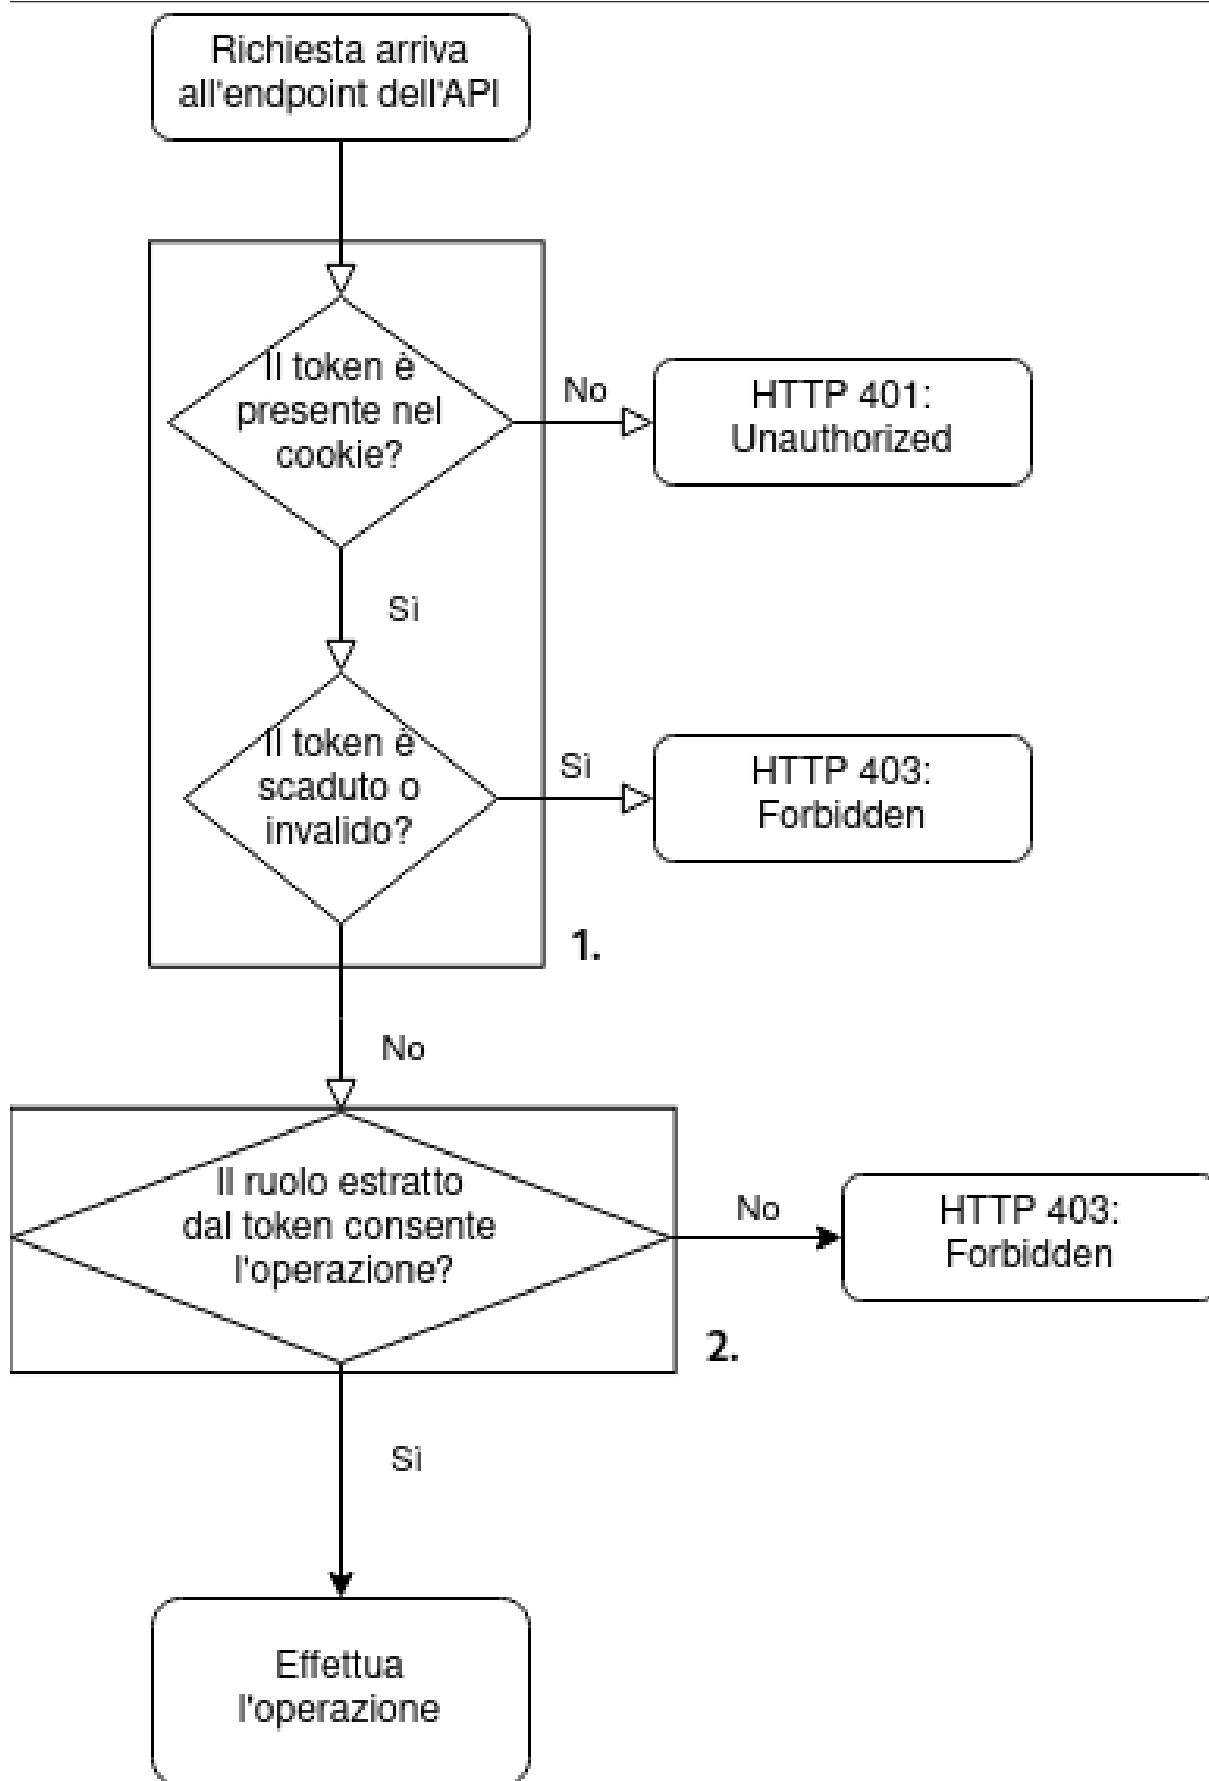 Richiesta arriva
all'endpoint dell'API
Il token è
presente nel
cookie?
No
HTTP 401:
Unauthorized
Sì
Il token è
scaduto o
invalido?
Sì
HTTP 403:
Forbidden
1.
No
Il ruolo estratto
dal token consente
l'operazione?
No
HTTP 403:
Forbidden
2.
Sì
Effettua
l'operazione